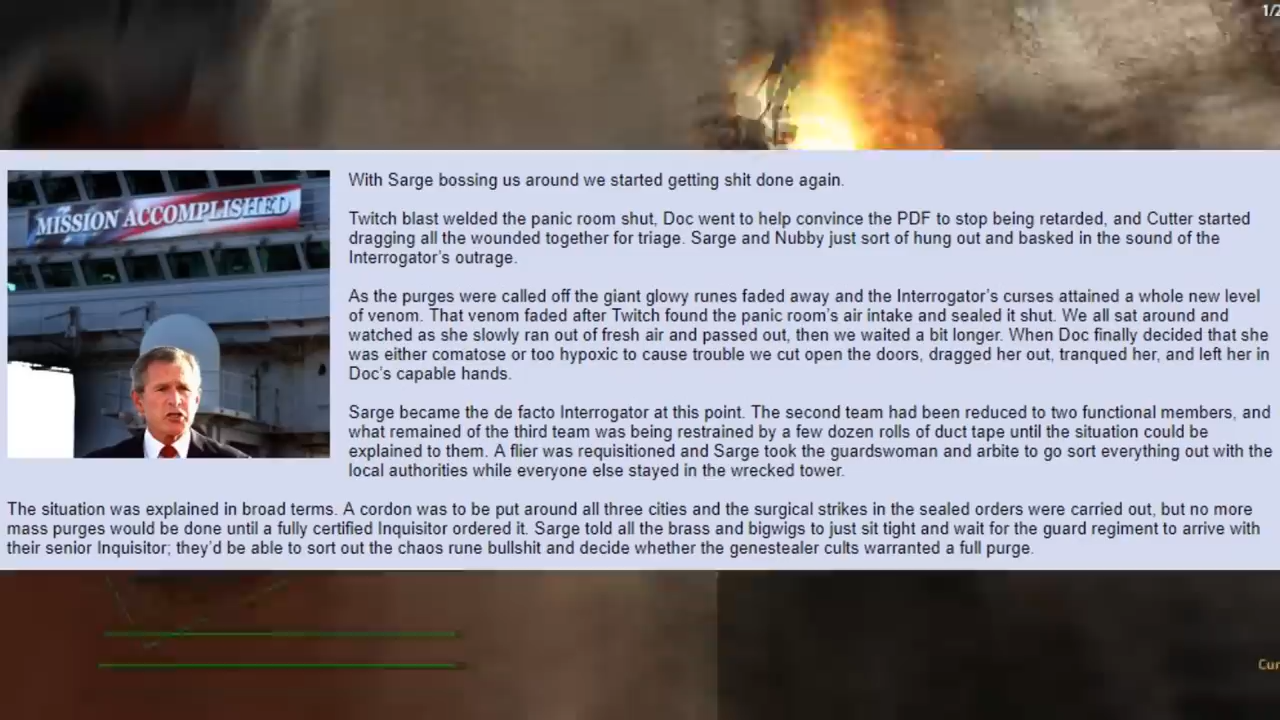 1/2
MISSION ACCOMPLISHED
With Sarge bossing us around we started getting shit done again.
Twitch blast welded the panic room shut, Doc went to help convince the PDF to stop being retarded, and Cutter started
dragging all the wounded together for triage. Sarge and Nubby just sort of hung out and basked in the sound of the
Interrogator's outrage.
As the purges were called off the giant glowy runes faded away and the Interrogator's curses attained a whole new level
of venom. That venom faded after Twitch found the panic room's air intake and sealed it shut. We all sat around and
watched as she slowly ran out of fresh air and passed out, then we waited a bit longer. When Doc finally decided that she
was either comatose or too hypoxic to cause trouble we cut open the doors, dragged her out, tranqued her, and left her in
Doc's capable hands.
Sarge became the de facto Interrogator at this point. The second team had been reduced to two functional members, and
what remained of the third team was being restrained by a few dozen rolls of duct tape until the situation could be
explained to them. A flier was requisitioned and Sarge took the guardswoman and arbite to go sort everything out with the
local authorities while everyone else stayed in the wrecked tower.
The situation was explained in broad terms. A cordon was to be put around all three cities and the surgical strikes in the sealed orders were carried out, but no more
mass purges would be done until a fully certified Inquisitor ordered it. Sarge told all the brass and bigwigs to just sit tight and wait for the guard regiment to arrive with
their senior Inquisitor; they'd be able to sort out the chaos rune bullshit and decide whether the genestealer cults warranted a full purge.
Cur